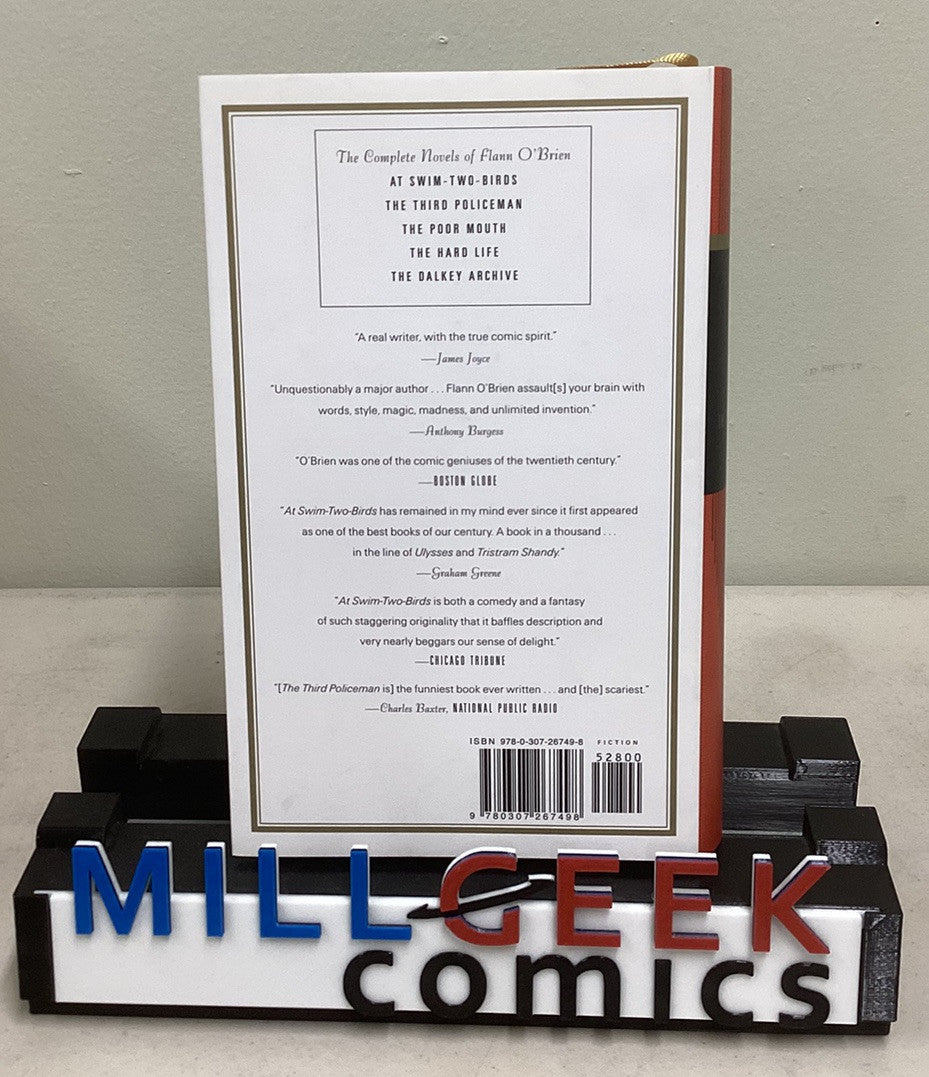 The Complete Novels of Flann O'Brien
AT SWIM-TWO-BIRDS
THE THIRD POLICEMAN
THE POOR MOUTH
THE HARD LIFE
THE DALKEY ARCHIVE
"A real writer, with the true comic spirit."
—James Joyce
"Unquestionably a major author . . . Flann O'Brien assault[s] your brain with
words, style, magic, madness, and unlimited invention."
—Anthony Burgess
"O'Brien was one of the comic geniuses of the twentieth century."
—BOSTON GLOBE
"At Swim-Two-Birds has remained in my mind ever since it first appeared
as one of the best books of our century. A book in a thousand . . .
in the line of Ulysses and Tristram Shandy."
—Graham Greene
"At Swim-Two-Birds is both a comedy and a fantasy
of such staggering originality that it baffles description and
very nearly beggars our sense of delight."
—CHICAGO TRIBUNE
"[The Third Policeman is] the funniest book ever written . . . and [the] scariest."
—Charles Baxter, NATIONAL PUBLIC RADIO
ISBN 978-0-307-26749-8 FICTION
52800
9 780307 267498
MILLGEEK
comics